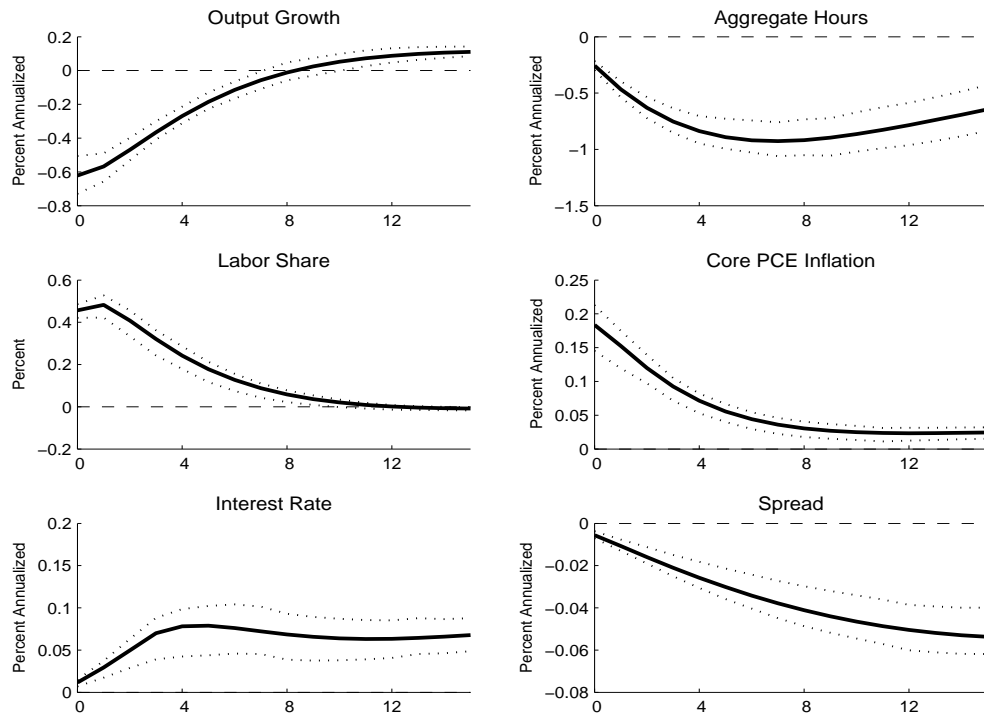 Output Growth
Percent Annualized
0.2
0
−0.2
−0.4
−0.6
−0.8
0 4 8 12
Aggregate Hours
Percent Annualized
0
−0.5
−1
−1.5
0 4 8 12
Labor Share
Percent
0.6
0.4
0.2
0
−0.2
0 4 8 12
Core PCE Inflation
Percent Annualized
0.25
0.2
0.15
0.1
0.05
0
0 4 8 12
Interest Rate
Percent Annualized
0.2
0.15
0.1
0.05
0
0 4 8 12
Spread
Percent Annualized
0
−0.02
−0.04
−0.06
−0.08
0 4 8 12